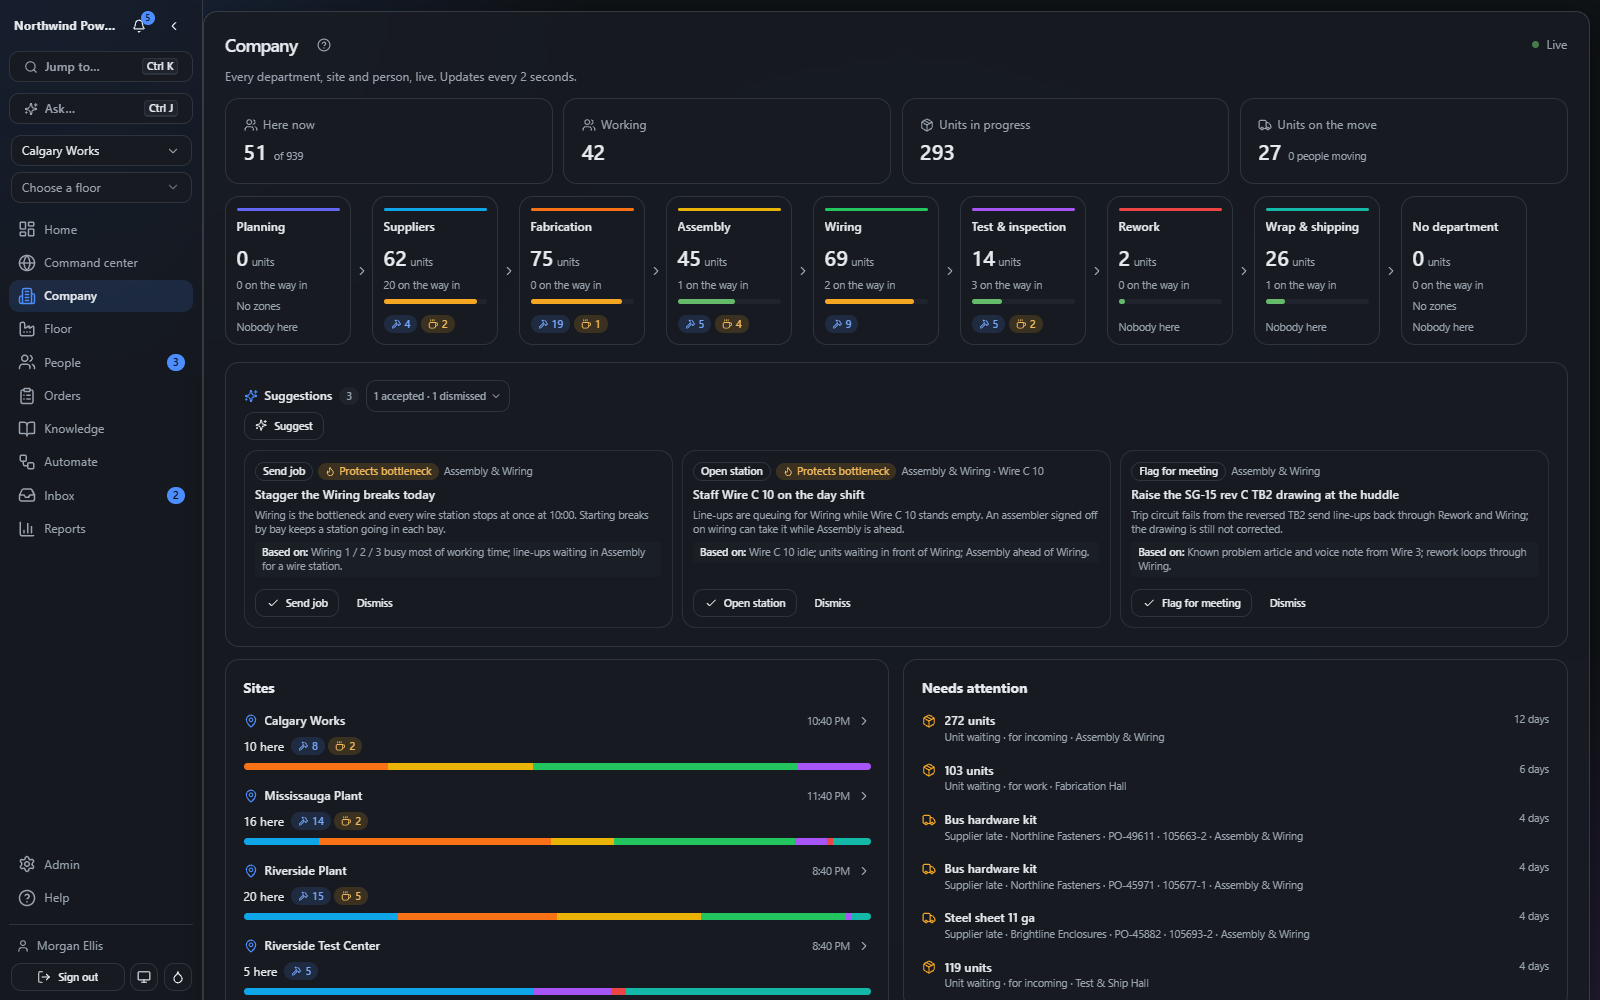 Northwind Pow...
5
Jump to...
Ctrl K
Ask...
Ctrl J
Calgary Works
Choose a floor
Home
Command center
Company
Floor
People
3
Orders
Knowledge
Automate
Inbox
2
Reports
Admin
Help
Morgan Ellis
Sign out
Company
Live
Every department, site and person, live. Updates every 2 seconds.
Here now
51 of 939
Working
42
Units in progress
293
Units on the move
27 0 people moving
Planning
0 units
0 on the way in
No zones
Nobody here
Suppliers
62 units
20 on the way in
4
2
Fabrication
75 units
0 on the way in
19
1
Assembly
45 units
1 on the way in
5
4
Wiring
69 units
2 on the way in
9
Test & inspection
14 units
3 on the way in
5
2
Rework
2 units
0 on the way in
Nobody here
Wrap & shipping
26 units
1 on the way in
Nobody here
No department
0 units
0 on the way in
No zones
Nobody here
Suggestions 3
1 accepted · 1 dismissed
Suggest
Send job Protects bottleneck Assembly & Wiring
Stagger the Wiring breaks today
Wiring is the bottleneck and every wire station stops at once at 10:00. Starting breaks
by bay keeps a station going in each bay.
Based on: Wiring 1 / 2 / 3 busy most of working time; line-ups waiting in Assembly
for a wire station.
Send job Dismiss
Open station Protects bottleneck Assembly & Wiring · Wire C 10
Staff Wire C 10 on the day shift
Line-ups are queuing for Wiring while Wire C 10 stands empty. An assembler signed off
on wiring can take it while Assembly is ahead.
Based on: Wire C 10 idle; units waiting in front of Wiring; Assembly ahead of Wiring.
Open station Dismiss
Flag for meeting Assembly & Wiring
Raise the SG-15 rev C TB2 drawing at the huddle
Trip circuit fails from the reversed TB2 send line-ups back through Rework and Wiring;
the drawing is still not corrected.
Based on: Known problem article and voice note from Wire 3; rework loops through
Wiring.
Flag for meeting Dismiss
Sites
Calgary Works 10:40 PM
10 here 8 2
Mississauga Plant 11:40 PM
16 here 14 2
Riverside Plant 8:40 PM
20 here 15 5
Riverside Test Center 8:40 PM
5 here 5
Needs attention
272 units 12 days
Unit waiting · for incoming · Assembly & Wiring
103 units 6 days
Unit waiting · for work · Fabrication Hall
Bus hardware kit 4 days
Supplier late · Northline Fasteners · PO-49611 · 105663-2 · Assembly & Wiring
Bus hardware kit 4 days
Supplier late · Northline Fasteners · PO-45971 · 105677-1 · Assembly & Wiring
Steel sheet 11 ga 4 days
Supplier late · Brightline Enclosures · PO-45882 · 105693-2 · Assembly & Wiring
119 units 4 days
Unit waiting · for incoming · Test & Ship Hall